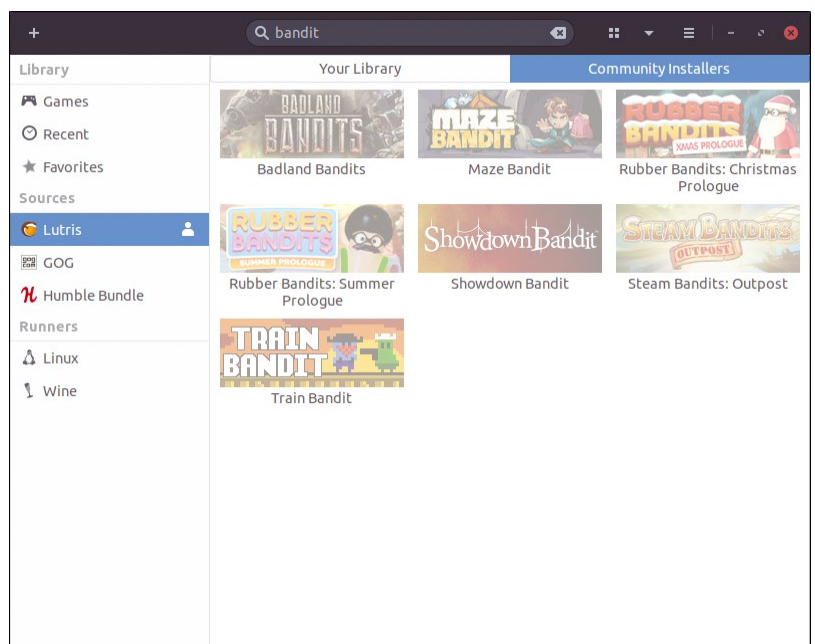 bandit
Library
Games
Recent
Favorites
Sources
Lutris
GOG
Humble Bundle
Runners
Linux
Wine
Your Library
Community Installers
BADLAND
BANDITS
Badland Bandits
MAZE
BANDIT
Maze Bandit
RUBBER
BANDITS
XMAS PROLOGUE
Rubber Bandits: Christmas
Prologue
RUBBER
BANDITS
SUMMER PROLOGUE
Rubber Bandits: Summer
Prologue
Showdown Bandit
Showdown Bandit
STEAM BANDITS
OUTPOST
Steam Bandits: Outpost
TRAIN
BANDIT
Train Bandit